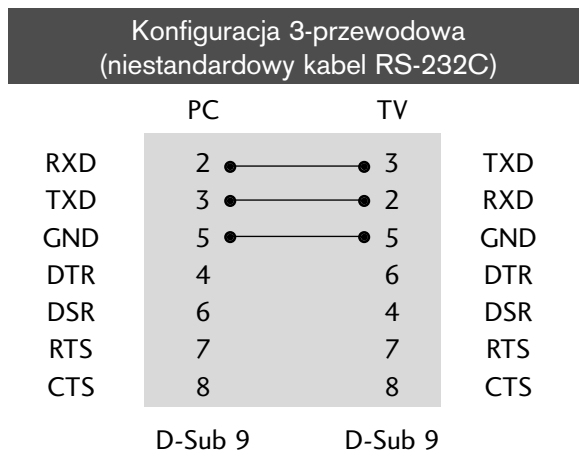 Konfiguracja 3-przewodowa
(niestandardowy kabel RS-232C)
PC TV
RXD 2 3 TXD
TXD 3 2 RXD
GND 5 5 GND
DTR 4 6 DTR
DSR 6 4 DSR
RTS 7 7 RTS
CTS 8 8 CTS
D-Sub 9 D-Sub 9